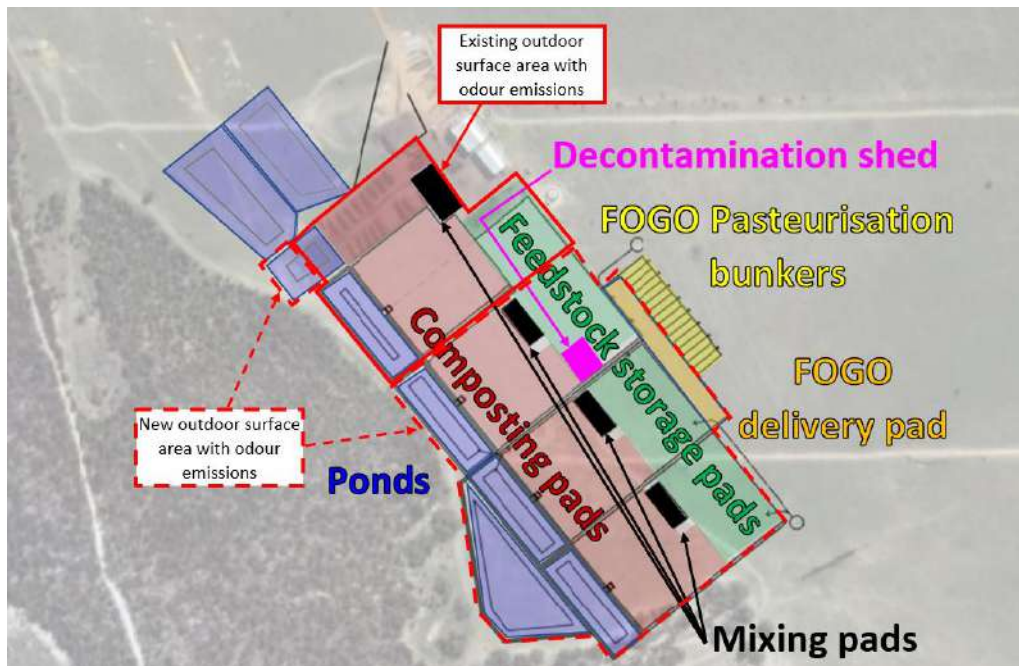 Existing outdoor
surface area with
odour emissions
Decontamination shed
FOGO Pasteurisation
bunkers
Feedstock storage pads
Composting pads
FOGO
delivery pad
New outdoor surface
area with odour
emissions
Ponds
Mixing pads